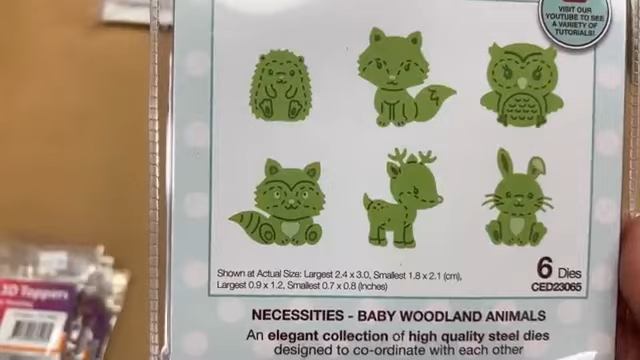 VISIT OUR
YOUTUBE TO SEE
A VARIETY OF
TUTORIALS!
Shown at Actual Size: Largest 2.4 x 3.0, Smallest 1.8 x 2.1 (cm),
Largest 0.9 x 1.2, Smallest 0.7 x 0.8 (Inches)
6 Dies
CED23065
NECESSITIES - BABY WOODLAND ANIMALS
An elegant collection of high quality steel dies
designed to co-ordinate with each other
3D Toppers